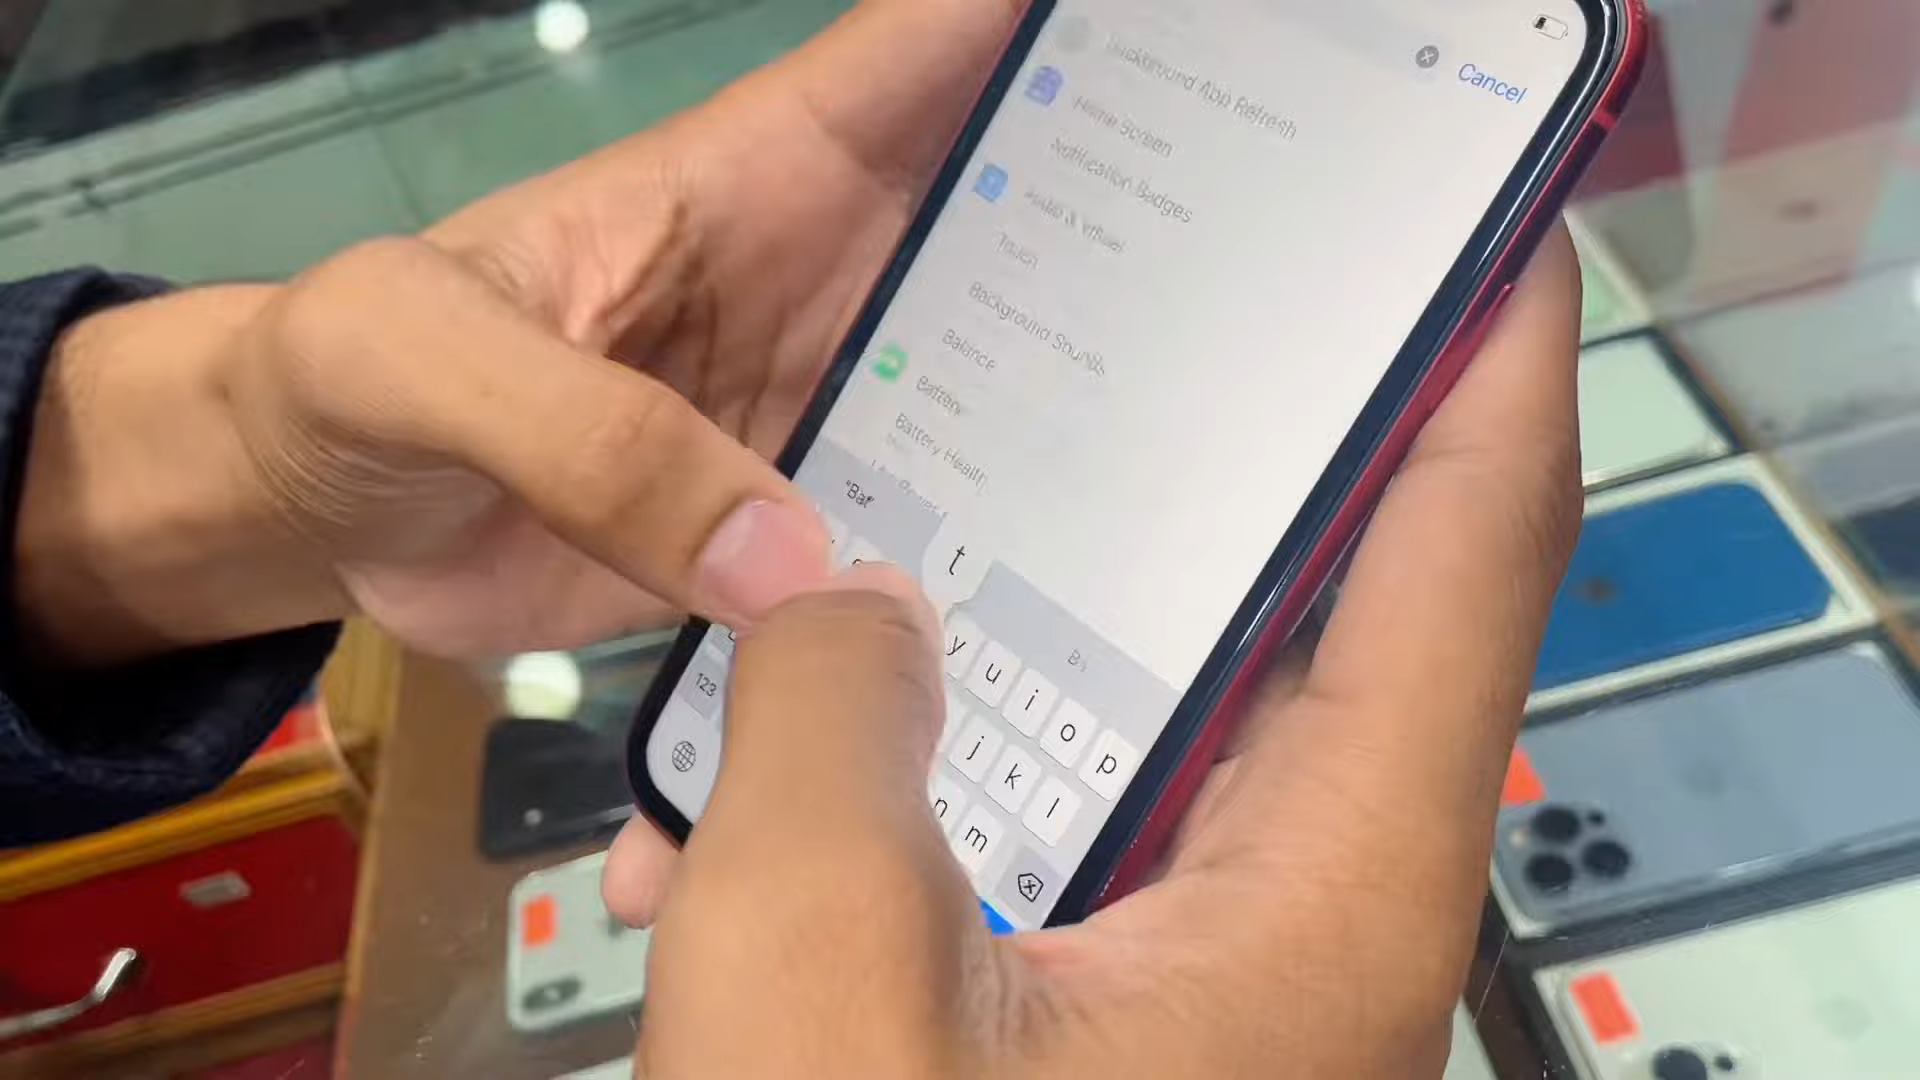 Cancel
Background App Refresh
Home Screen
Notification Badges
Audio & Visual
Touch
Background Sounds
Balance
Battery
Battery Health
"Bat"
t
y u i o p
j k l
n m
123